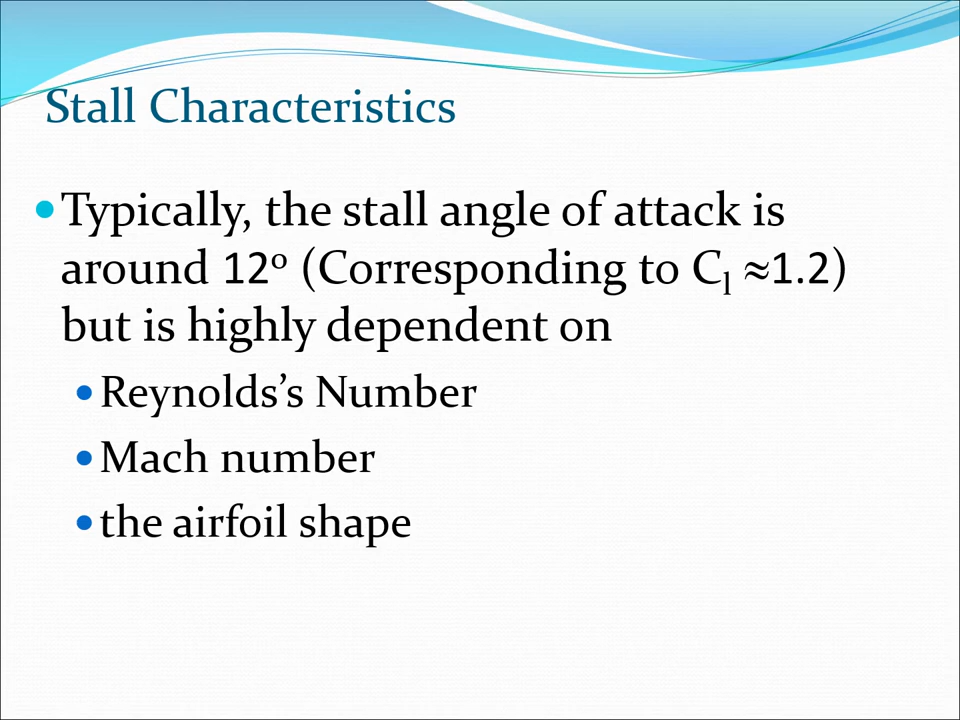 Stall Characteristics
• Typically, the stall angle of attack is
around 12º (Corresponding to Cₗ ≈1.2)
but is highly dependent on
• Reynolds’s Number
• Mach number
• the airfoil shape